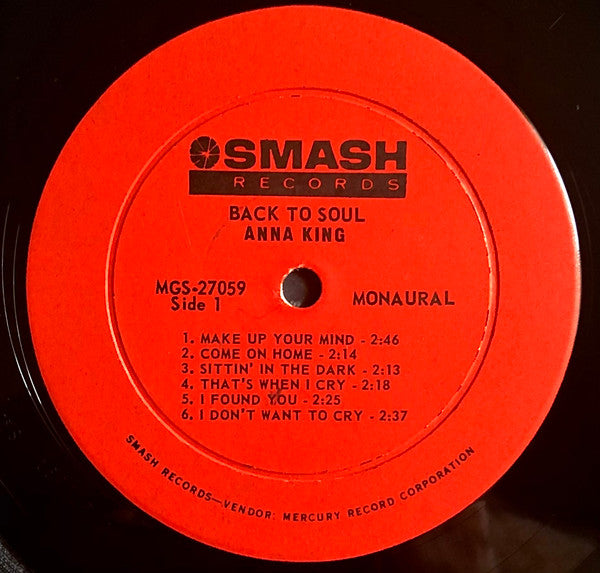 SMASH
RECORDS
BACK TO SOUL
ANNA KING
MGS-27059
Side 1
MONAURAL
1. MAKE UP YOUR MIND - 2:46
2. COME ON HOME - 2:14
3. SITTIN' IN THE DARK - 2:13
4. THAT'S WHEN I CRY - 2:18
5. I FOUND YOU - 2:25
6. I DON'T WANT TO CRY - 2:37
SMASH RECORDS—VENDOR: MERCURY RECORD CORPORATION